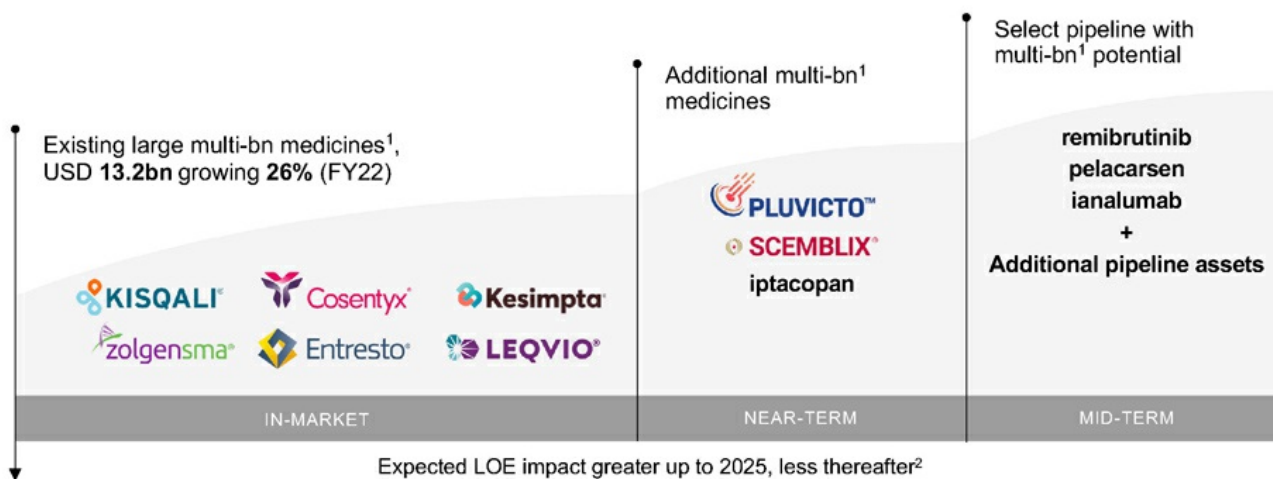 Existing large multi-bn medicines¹,
USD 13.2bn growing 26% (FY22)
KISQALI®
Cosentyx®
Kesimpta®
zolgensma®
Entresto®
LEQVIO®
IN-MARKET
Additional multi-bn¹
medicines
PLUVICTO™
SCEMBLIX®
iptacopan
NEAR-TERM
Select pipeline with
multi-bn¹ potential
remibrutinib
pelacarsen
ianalumab
+
Additional pipeline assets
MID-TERM
Expected LOE impact greater up to 2025, less thereafter²